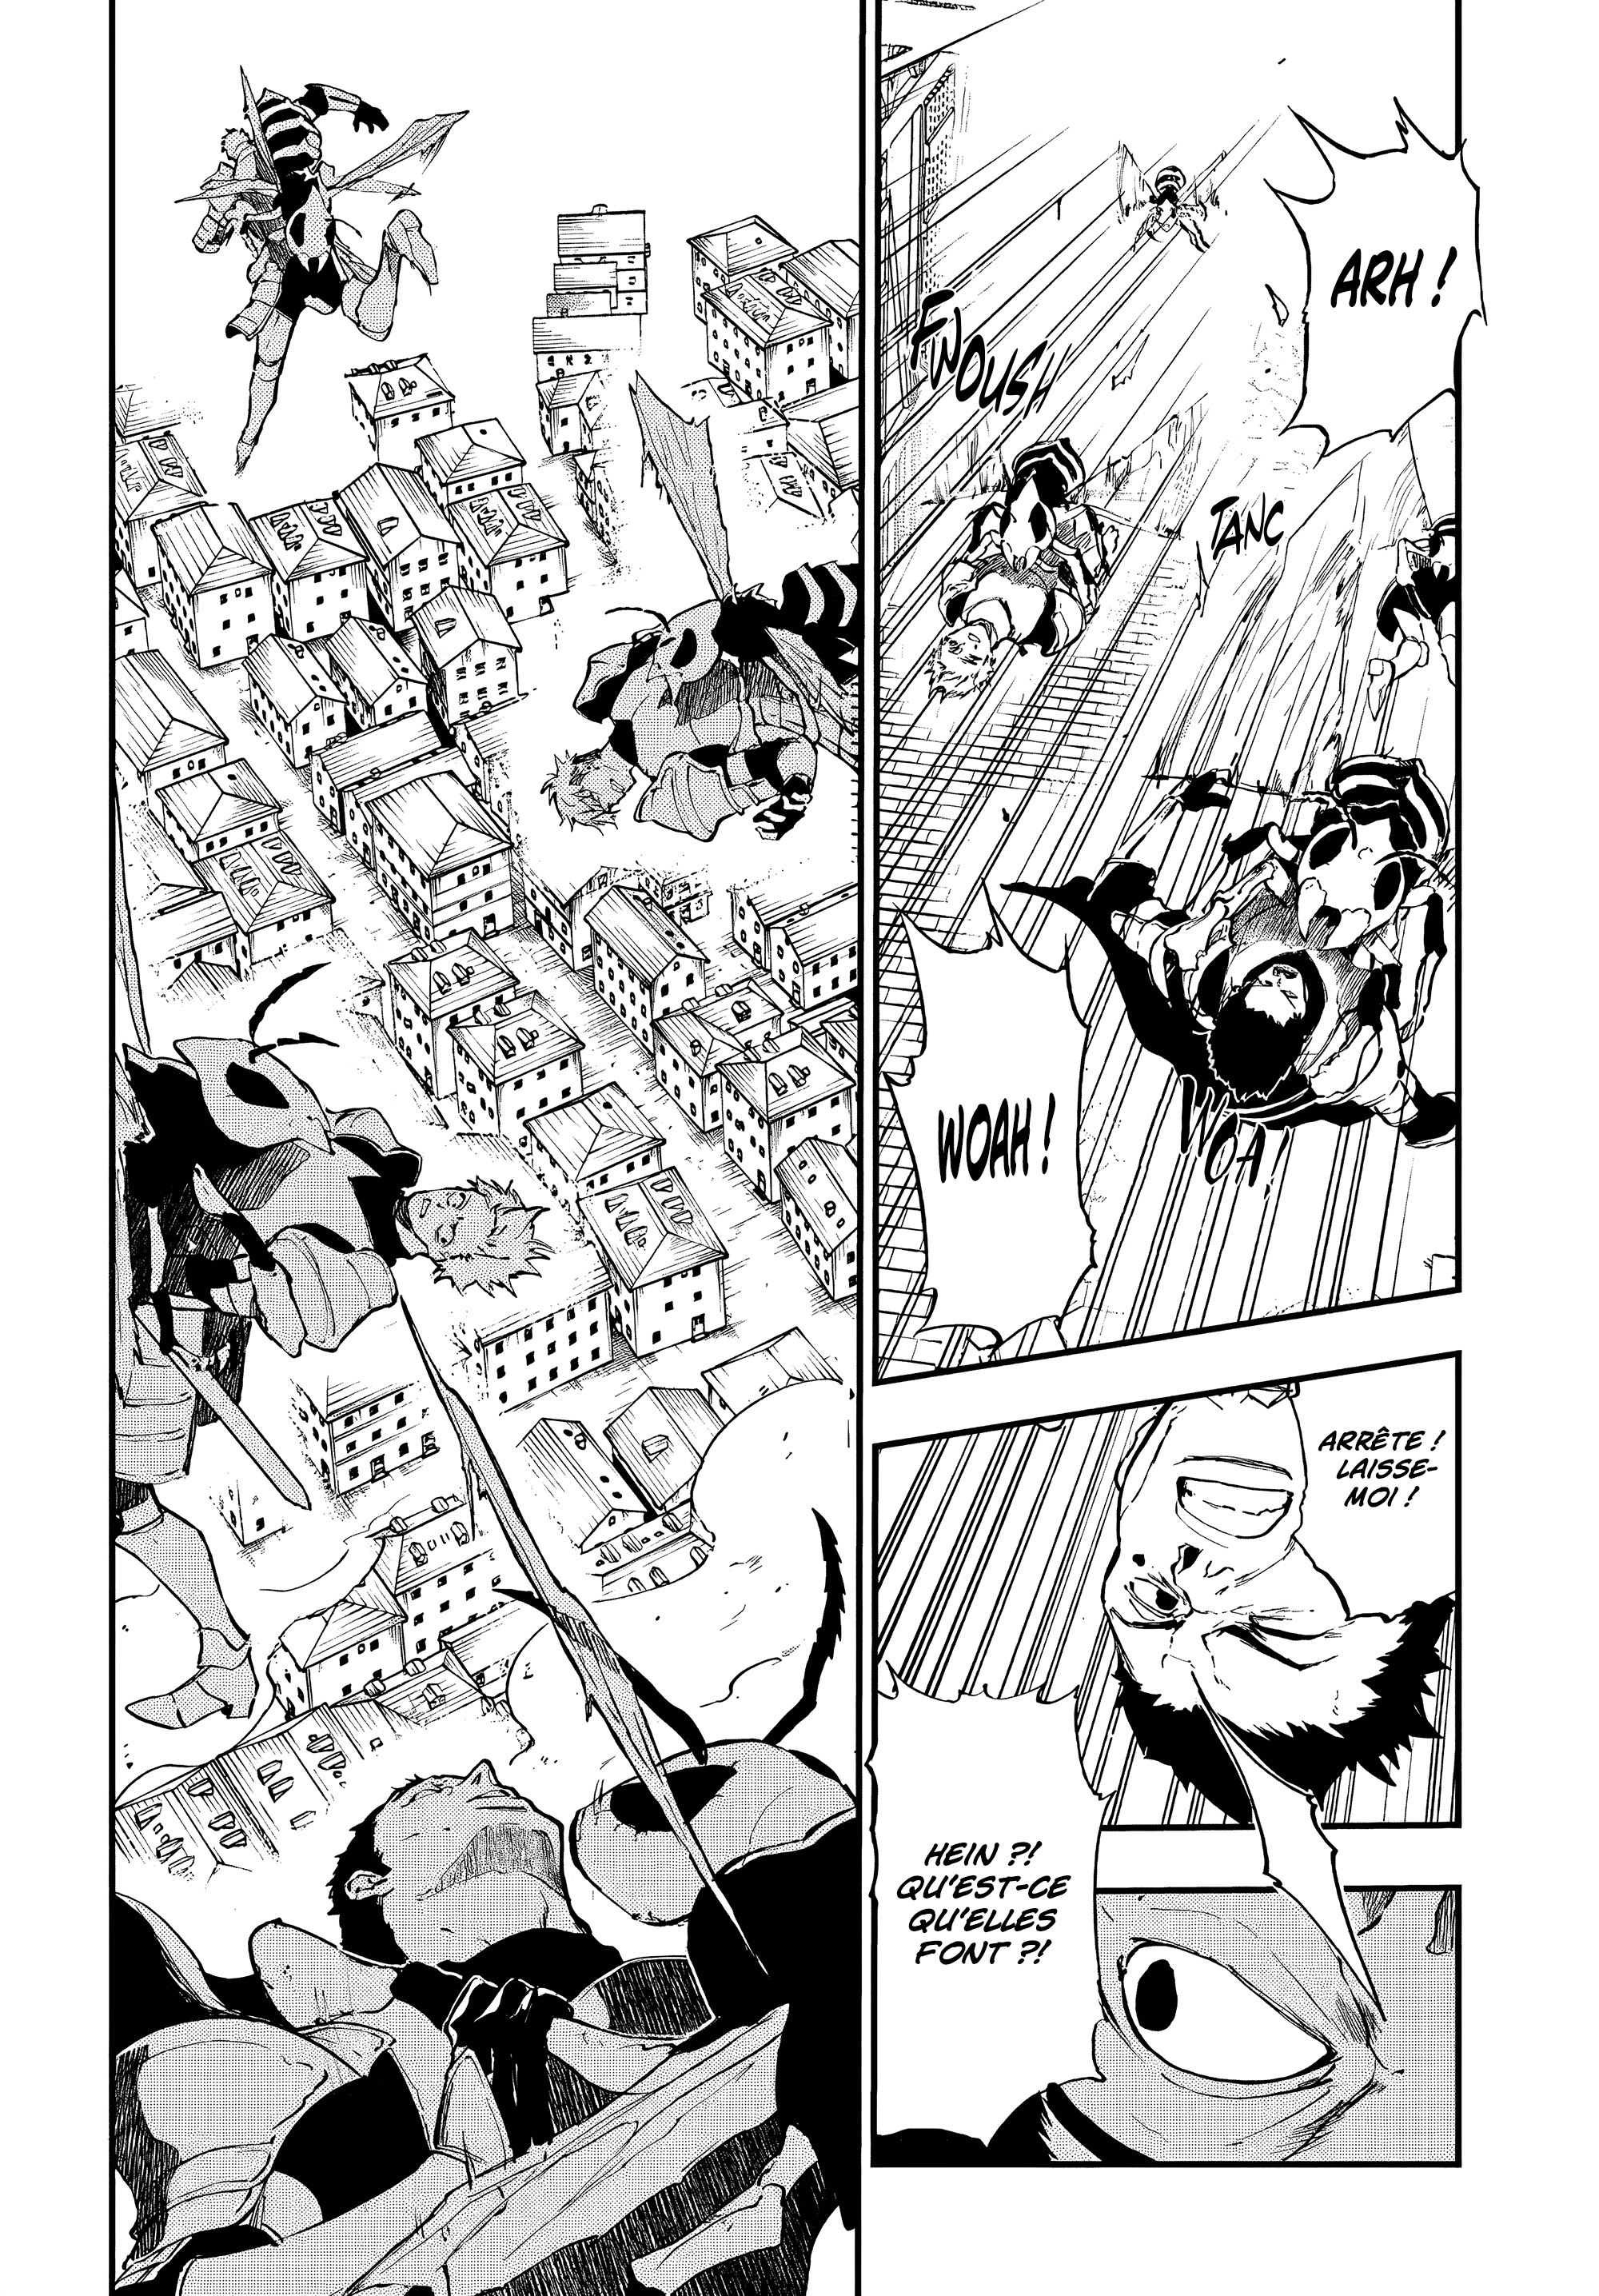 ARH !
FWOUSH
TANC
WOAH !
WOA !
ARRÊTE !
LAISSE-
MOI !
HEIN ?!
QU'EST-CE
QU'ELLES
FONT ?!